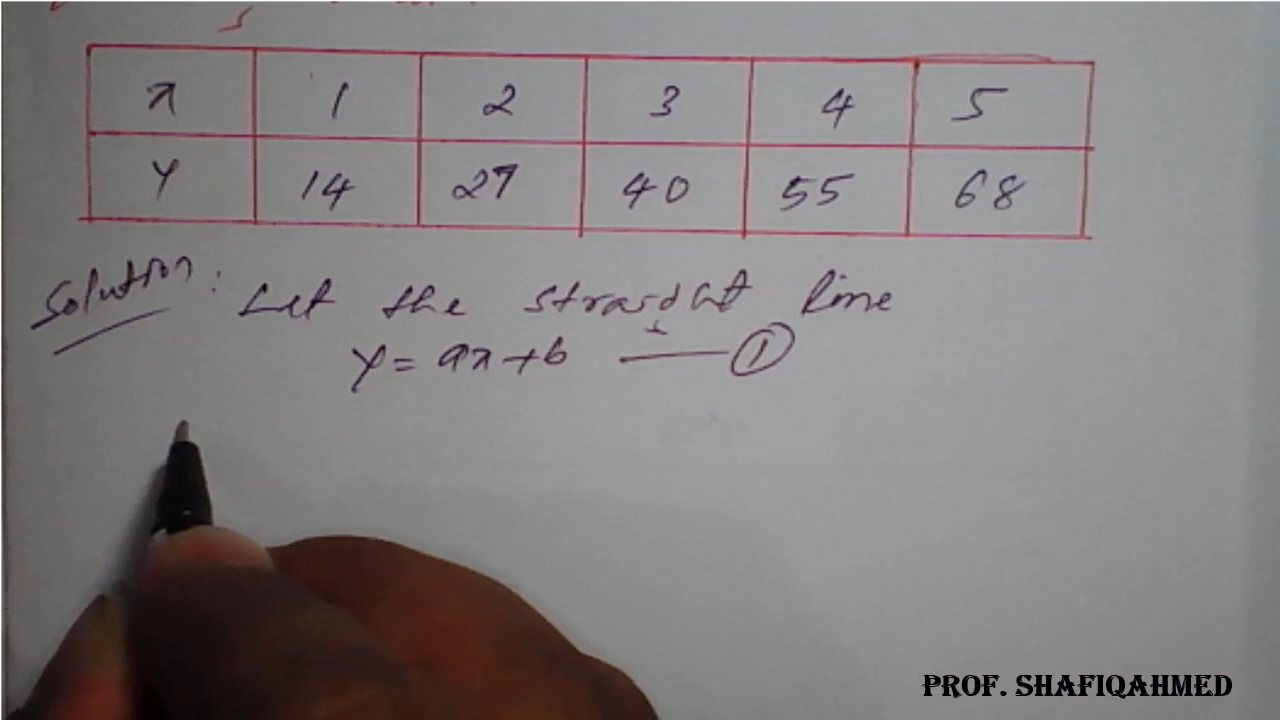 x 1 2 3 4 5
y 14 27 40 55 68
Solution: Let the straight line
y = ax + b —— ①
PROF. SHAFIQAHMED